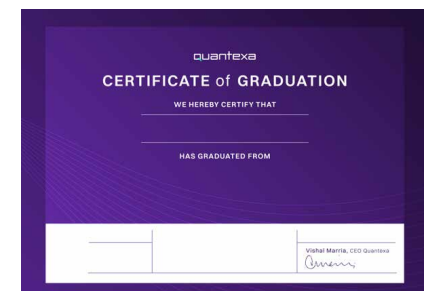 quantexa
CERTIFICATE of GRADUATION
WE HEREBY CERTIFY THAT
HAS GRADUATED FROM
Vishal Marria, CEO Quantexa